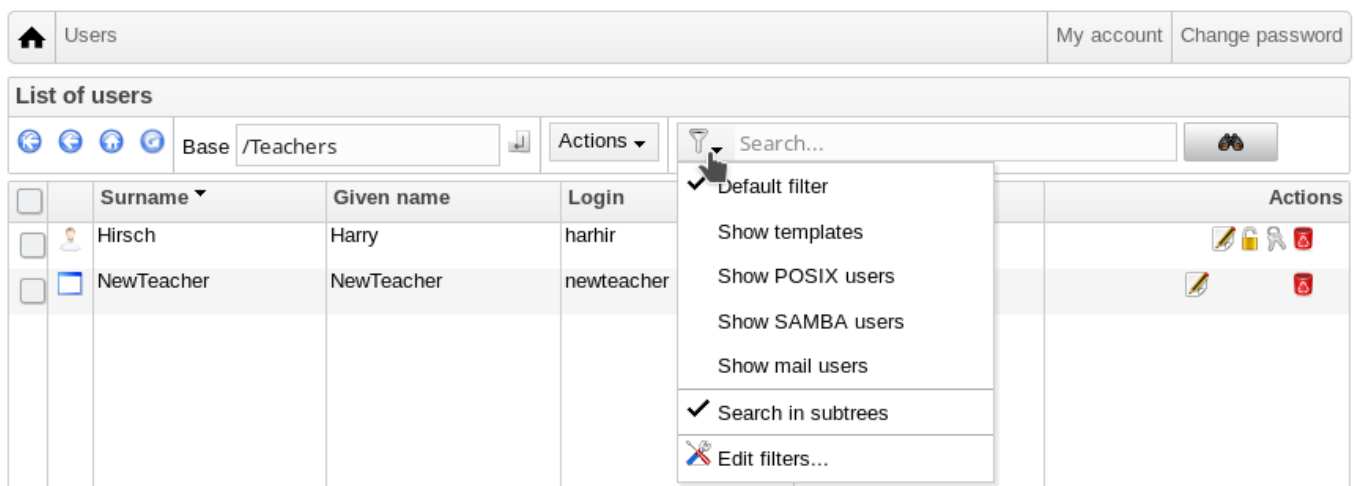 Users My account Change password
List of users
Base /Teachers Actions Search...
Surname Given name Login Actions
Default filter
Hirsch Harry harhir
Show templates
NewTeacher NewTeacher newteacher
Show POSIX users
Show SAMBA users
Show mail users
Search in subtrees
Edit filters...